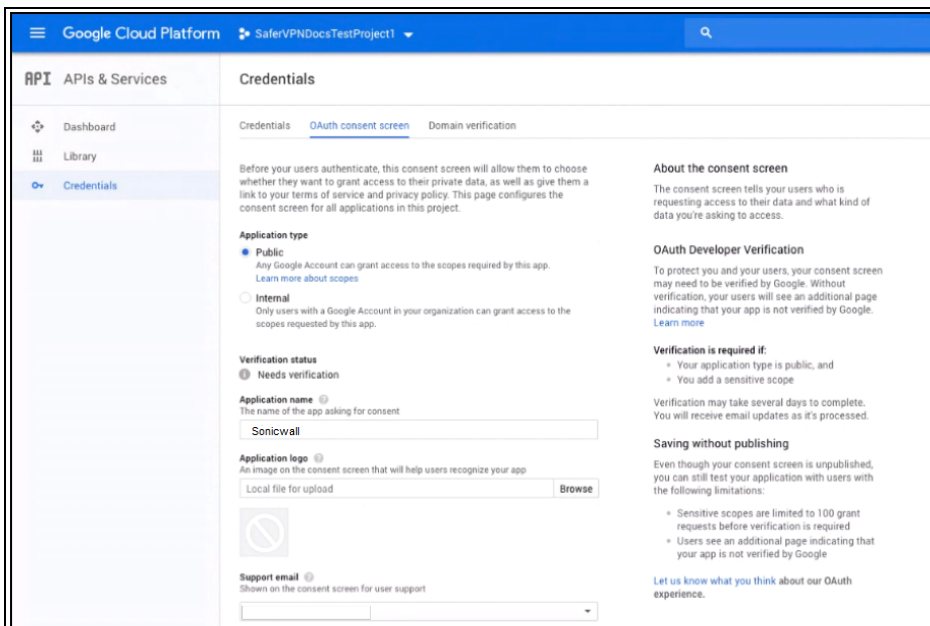 Google Cloud Platform
SaferVPNDocsTestProject1
API APIs & Services
Credentials
Dashboard
Library
Credentials
Credentials
OAuth consent screen
Domain verification
Before your users authenticate, this consent screen will allow them to choose
whether they want to grant access to their private data, as well as give them a
link to your terms of service and privacy policy. This page configures the
consent screen for all applications in this project.
Application type
Public
Any Google Account can grant access to the scopes required by this app.
Learn more about scopes
Internal
Only users with a Google Account in your organization can grant access to the
scopes requested by this app.
Verification status
Needs verification
Application name
The name of the app asking for consent
Sonicwall
Application logo
An image on the consent screen that will help users recognize your app
Local file for upload
Browse
Support email
Shown on the consent screen for user support
About the consent screen
The consent screen tells your users who is
requesting access to their data and what kind of
data you're asking to access.
OAuth Developer Verification
To protect you and your users, your consent screen
may need to be verified by Google. Without
verification, your users will see an additional page
indicating that your app is not verified by Google.
Learn more
Verification is required if:
Your application type is public, and
You add a sensitive scope
Verification may take several days to complete.
You will receive email updates as it's processed.
Saving without publishing
Even though your consent screen is unpublished,
you can still test your application with users with
the following limitations:
Sensitive scopes are limited to 100 grant
requests before verification is required
Users see an additional page indicating that
your app is not verified by Google
Let us know what you think about our OAuth
experience.